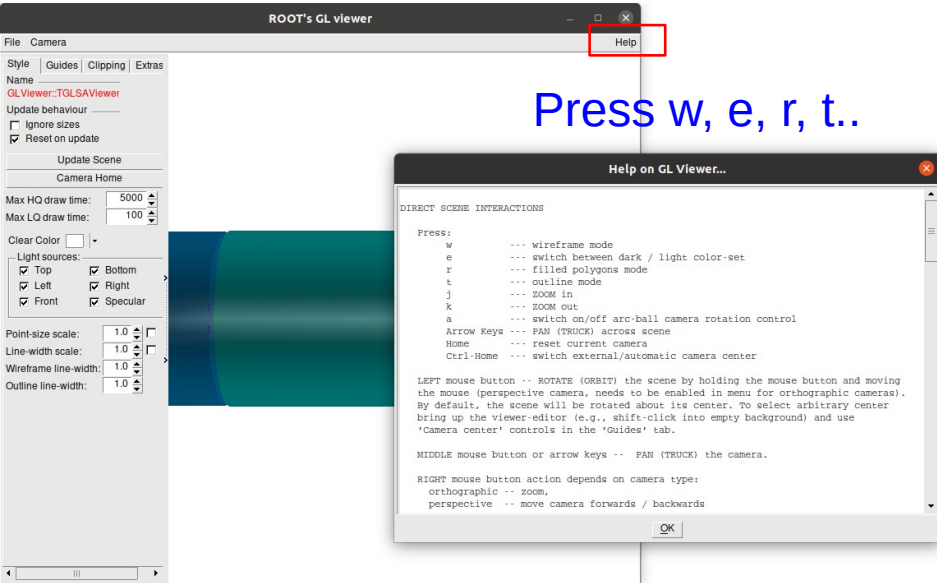 ROOT's GL viewer
File Camera
Help
Style Guides Clipping Extras
Name
GLViewer::TGLSAViewer
Update behaviour
Ignore sizes
Reset on update
Update Scene
Camera Home
Max HQ draw time: 5000
Max LQ draw time: 100
Clear Color
Light sources:
Top Bottom
Left Right
Front Specular
Point-size scale: 1.0
Line-width scale: 1.0
Wireframe line-width: 1.0
Outline line-width: 1.0
Press w, e, r, t..
Help on GL Viewer...
DIRECT SCENE INTERACTIONS
Press:
w --- wireframe mode
e --- switch between dark / light color-set
r --- filled polygons mode
t --- outline mode
j --- ZOOM in
k --- ZOOM out
a --- switch on/off arc-ball camera rotation control
Arrow Keys --- PAN (TRUCK) across scene
Home --- reset current camera
Ctrl-Home --- switch external/automatic camera center
LEFT mouse button -- ROTATE (ORBIT) the scene by holding the mouse button and moving
the mouse (perspective camera, needs to be enabled in menu for orthographic cameras).
By default, the scene will be rotated about its center. To select arbitrary center
bring up the viewer-editor (e.g., shift-click into empty background) and use
'Camera center' controls in the 'Guides' tab.
MIDDLE mouse button or arrow keys -- PAN (TRUCK) the camera.
RIGHT mouse button action depends on camera type:
orthographic -- zoom,
perspective -- move camera forwards / backwards
OK